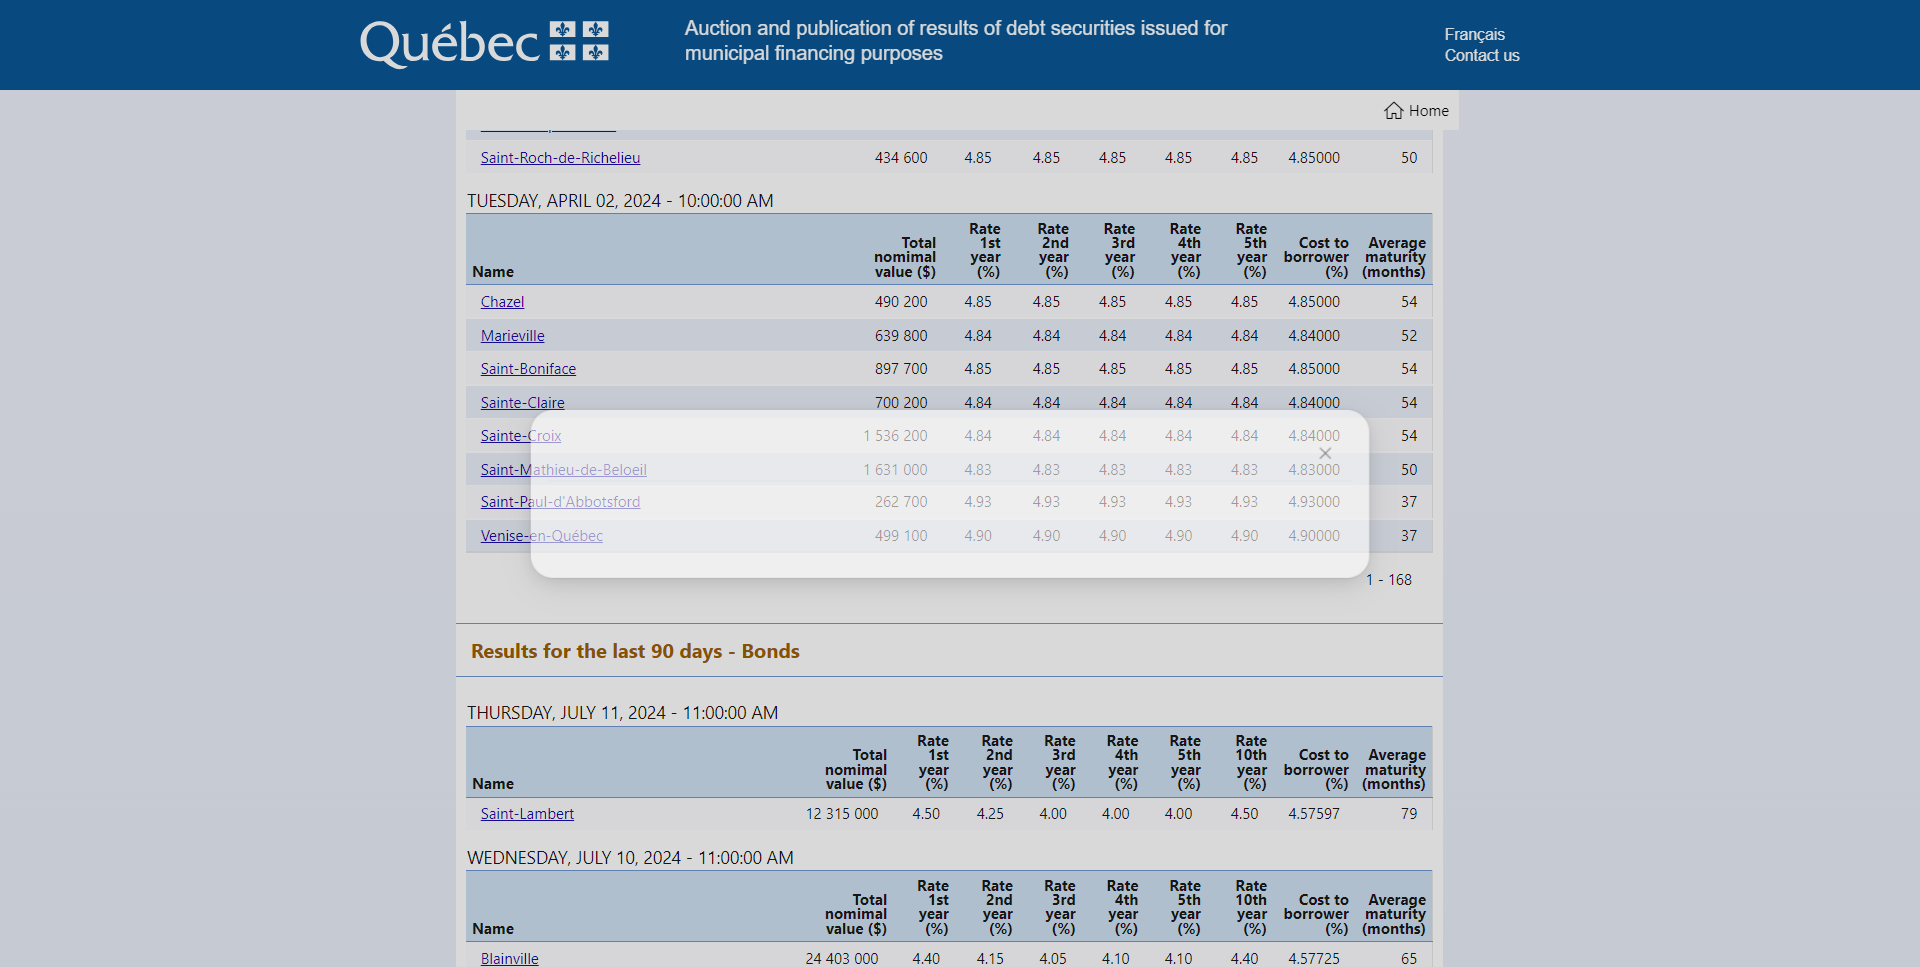 Québec
Auction and publication of results of debt securities issued for
municipal financing purposes
Français
Contact us
Home
Saint-Roch-de-Richelieu 434 600 4.85 4.85 4.85 4.85 4.85 4.85000 50
TUESDAY, APRIL 02, 2024 - 10:00:00 AM
Name Total nomimal value ($) Rate 1st year (%) Rate 2nd year (%) Rate 3rd year (%) Rate 4th year (%) Rate 5th year (%) Cost to borrower (%) Average maturity (months)
Chazel 490 200 4.85 4.85 4.85 4.85 4.85 4.85000 54
Marieville 639 800 4.84 4.84 4.84 4.84 4.84 4.84000 52
Saint-Boniface 897 700 4.85 4.85 4.85 4.85 4.85 4.85000 54
Sainte-Claire 700 200 4.84 4.84 4.84 4.84 4.84 4.84000 54
Sainte-Croix 1 536 200 4.84 4.84 4.84 4.84 4.84 4.84000 54
Saint-Mathieu-de-Beloeil 1 631 000 4.83 4.83 4.83 4.83 4.83 4.83000 50
Saint-Paul-d'Abbotsford 262 700 4.93 4.93 4.93 4.93 4.93 4.93000 37
Venise-en-Québec 499 100 4.90 4.90 4.90 4.90 4.90 4.90000 37
1 - 168
Results for the last 90 days - Bonds
THURSDAY, JULY 11, 2024 - 11:00:00 AM
Name Total nomimal value ($) Rate 1st year (%) Rate 2nd year (%) Rate 3rd year (%) Rate 4th year (%) Rate 5th year (%) Rate 10th year (%) Cost to borrower (%) Average maturity (months)
Saint-Lambert 12 315 000 4.50 4.25 4.00 4.00 4.00 4.50 4.57597 79
WEDNESDAY, JULY 10, 2024 - 11:00:00 AM
Name Total nomimal value ($) Rate 1st year (%) Rate 2nd year (%) Rate 3rd year (%) Rate 4th year (%) Rate 5th year (%) Rate 10th year (%) Cost to borrower (%) Average maturity (months)
Blainville 24 403 000 4.40 4.15 4.05 4.10 4.10 4.40 4.57725 65